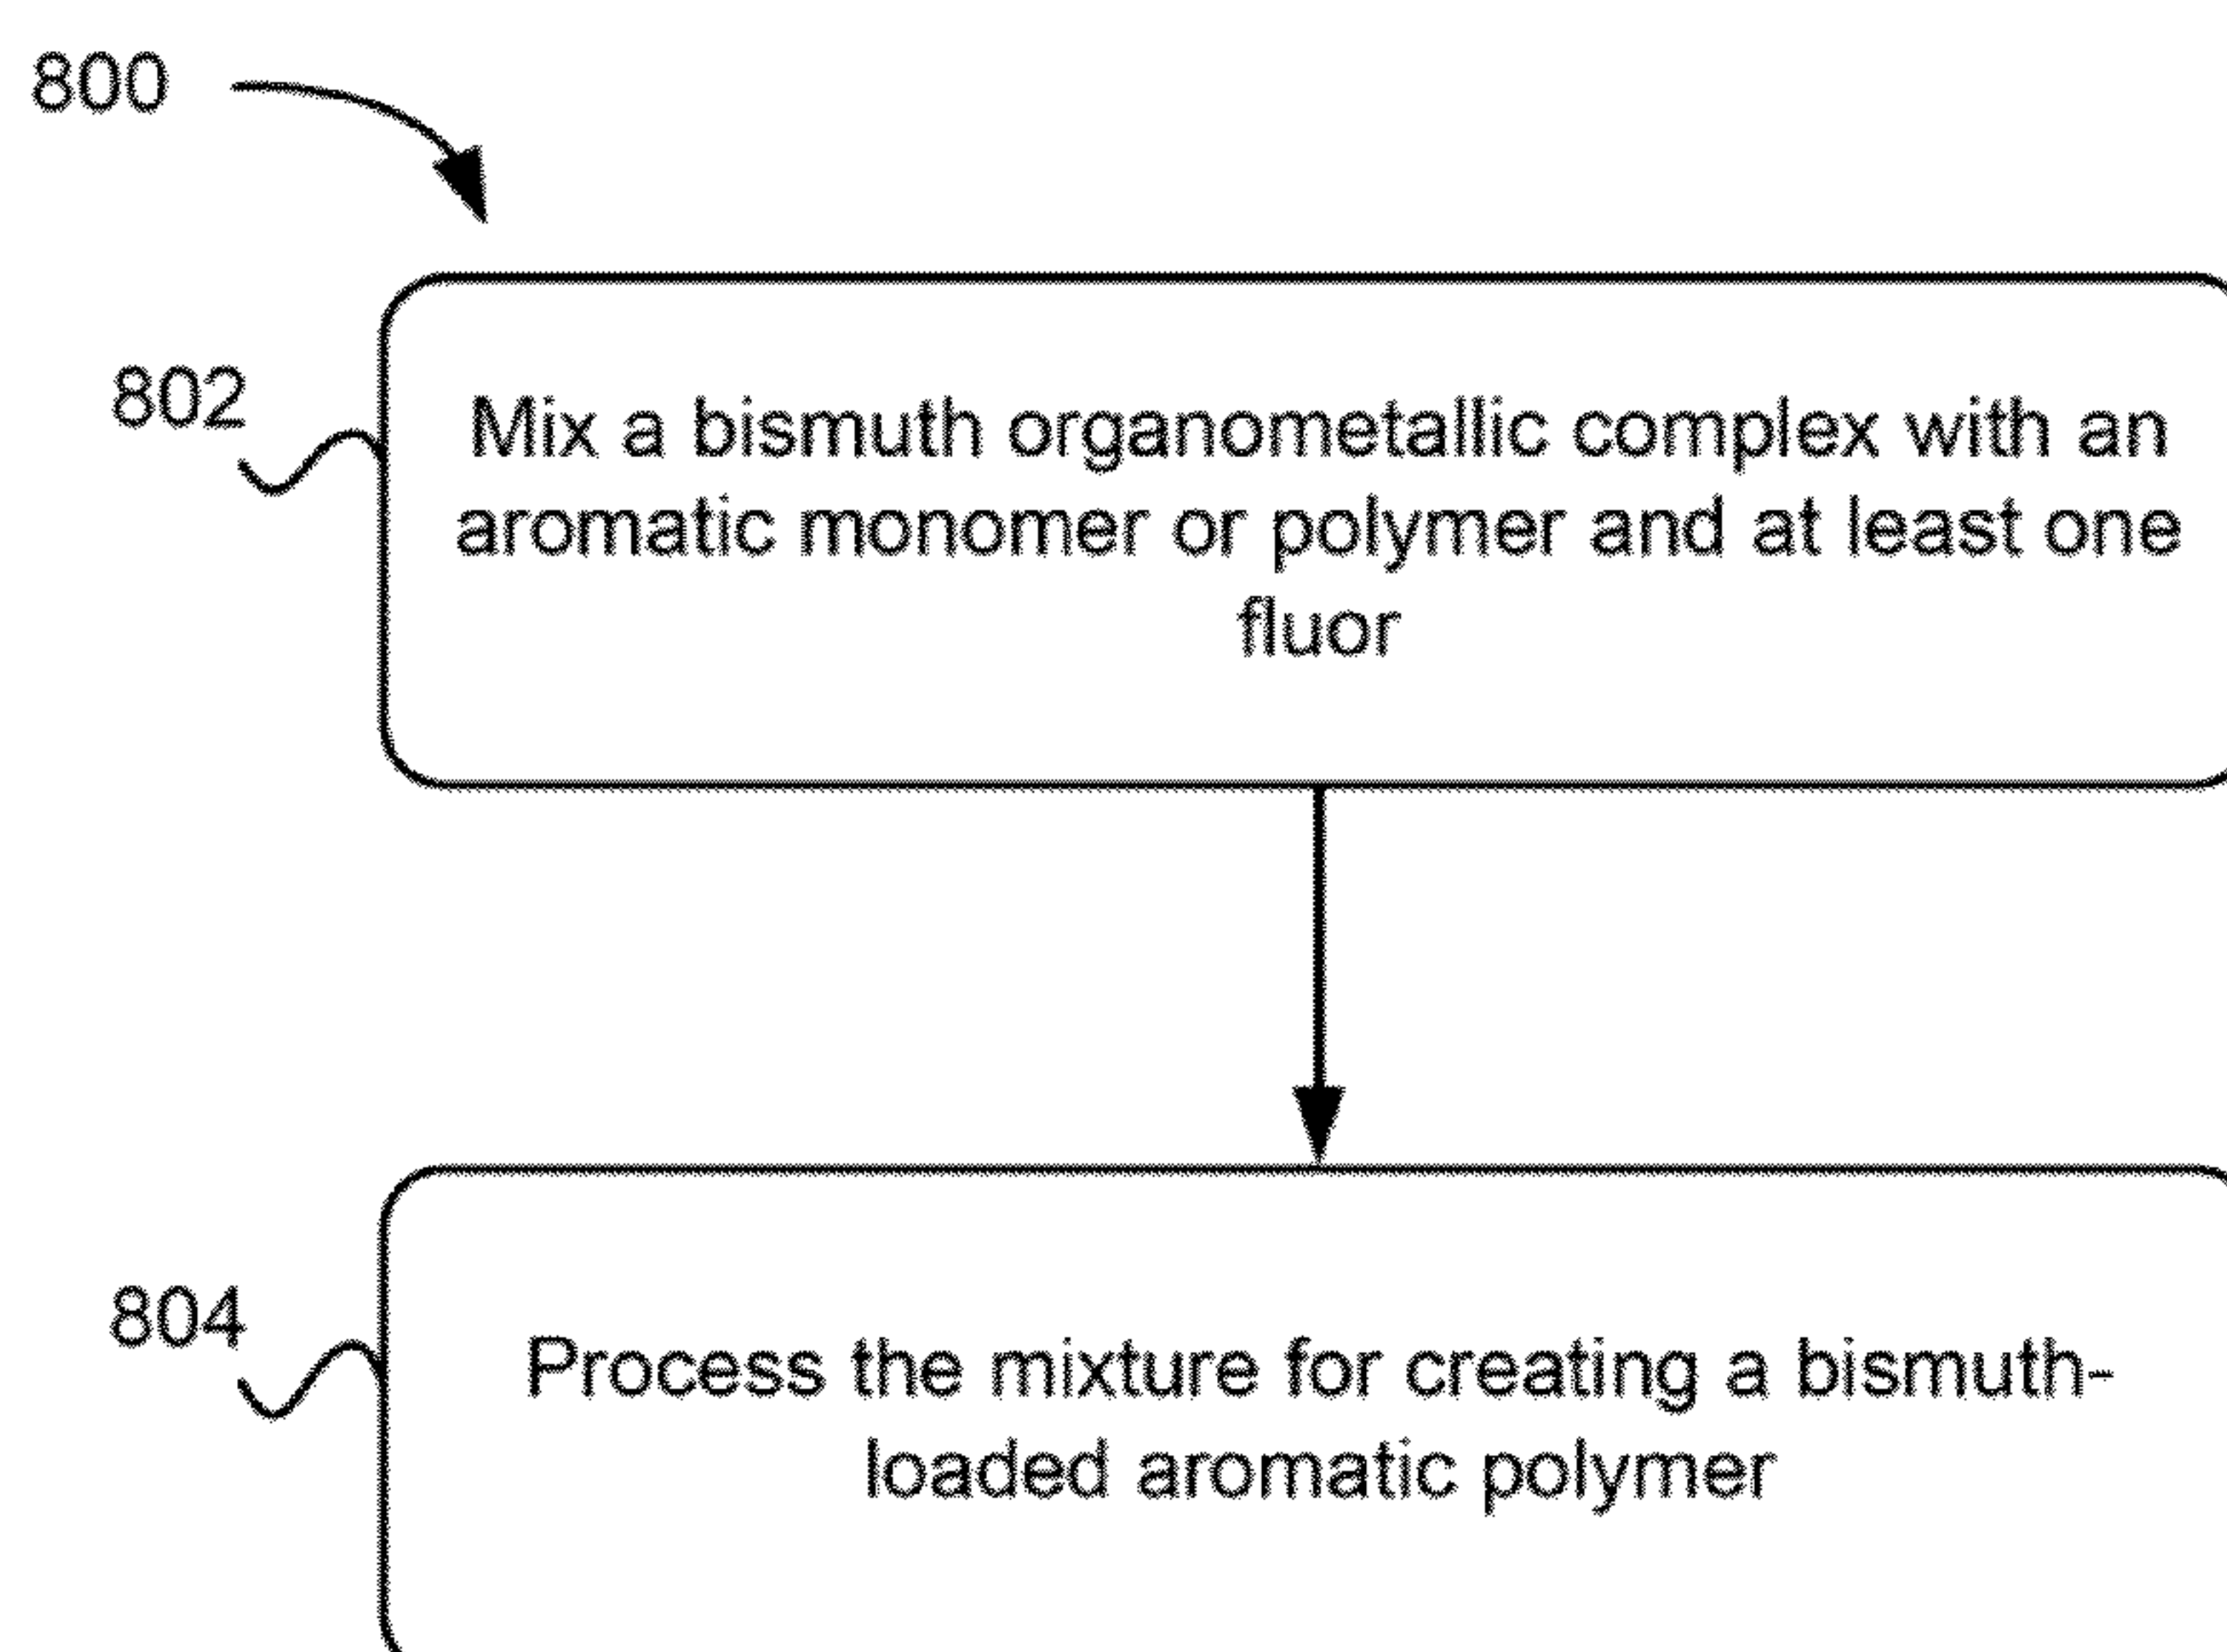 800
802
Mix a bismuth organometallic complex with an
aromatic monomer or polymer and at least one
fluor
804
Process the mixture for creating a bismuth-
loaded aromatic polymer